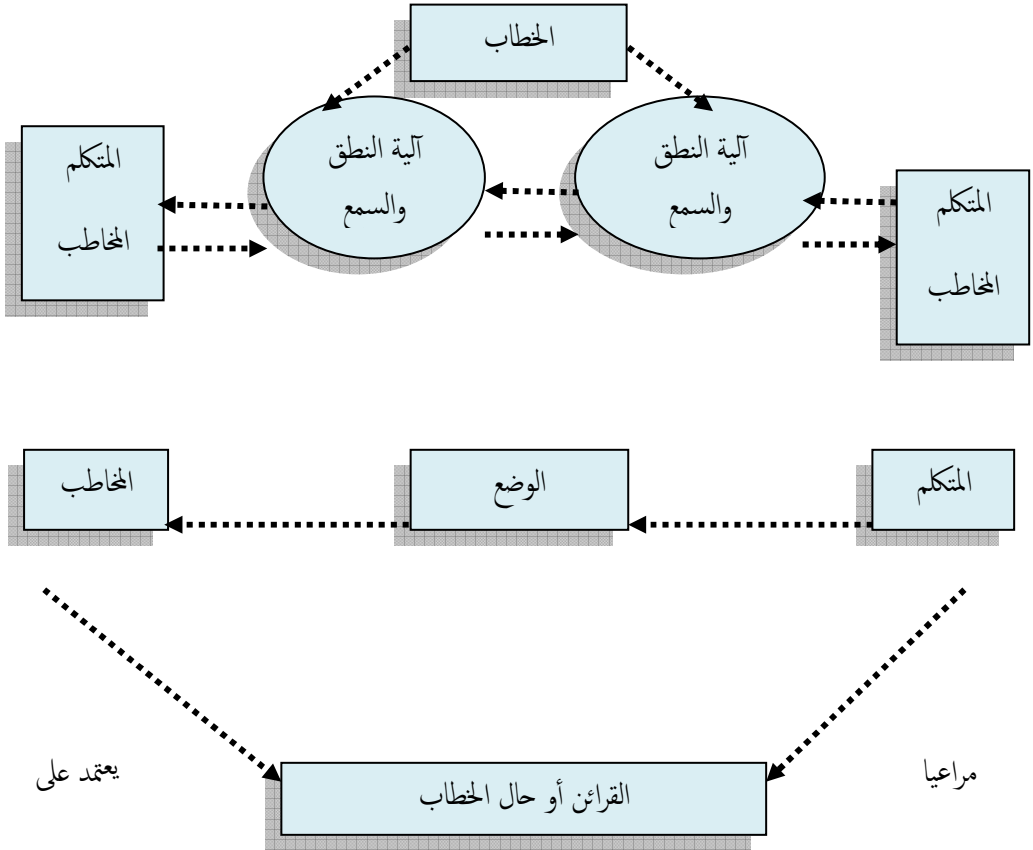 الخطاب
آلية النطق
والسمع
آلية النطق
والسمع
المتكلم
المخاطب
المتكلم
المخاطب
المتكلم
الوضع
المخاطب
مراعيا
يعتمد على
القرائن أو حال الخطاب